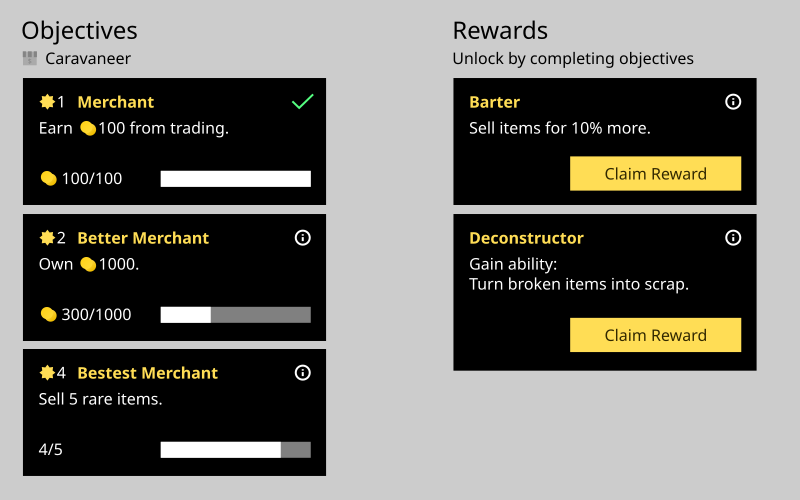 Objectives
Caravaneer
1 Merchant
Earn 100 from trading.
100/100
2 Better Merchant
Own 1000.
300/1000
4 Bestest Merchant
Sell 5 rare items.
4/5
Rewards
Unlock by completing objectives
Barter
Sell items for 10% more.
Claim Reward
Deconstructor
Gain ability:
Turn broken items into scrap.
Claim Reward